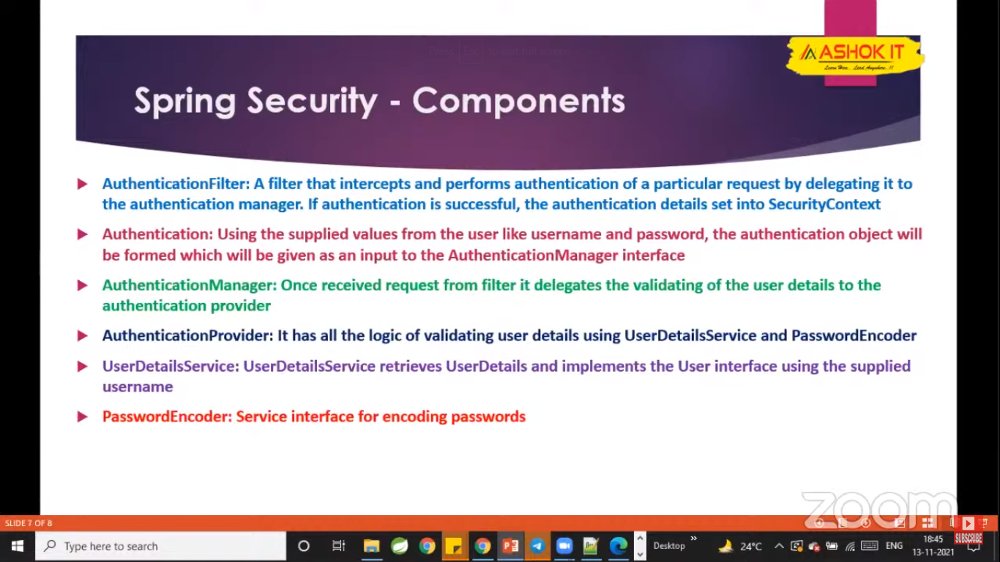 ASHOK IT
Learn Here.. Lead Anywhere..!!
Spring Security - Components
AuthenticationFilter: A filter that intercepts and performs authentication of a particular request by delegating it to
the authentication manager. If authentication is successful, the authentication details set into SecurityContext
Authentication: Using the supplied values from the user like username and password, the authentication object will
be formed which will be given as an input to the AuthenticationManager interface
AuthenticationManager: Once received request from filter it delegates the validating of the user details to the
authentication provider
AuthenticationProvider: It has all the logic of validating user details using UserDetailsService and PasswordEncoder
UserDetailsService: UserDetailsService retrieves UserDetails and implements the User interface using the supplied
username
PasswordEncoder: Service interface for encoding passwords
zoom
SLIDE 7 OF 8
SUBSCRIBE
Type here to search
Desktop
24°C
ENG
18:45
13-11-2021